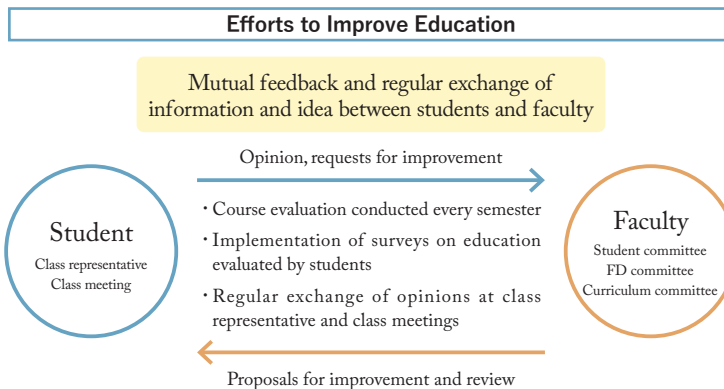 Efforts to Improve Education
Mutual feedback and regular exchange of
information and idea between students and faculty
Opinion, requests for improvement
Student
Class representative
Class meeting
・Course evaluation conducted every semester
・Implementation of surveys on education
evaluated by students
・Regular exchange of opinions at class
representative and class meetings
Faculty
Student committee
FD committee
Curriculum committee
Proposals for improvement and review